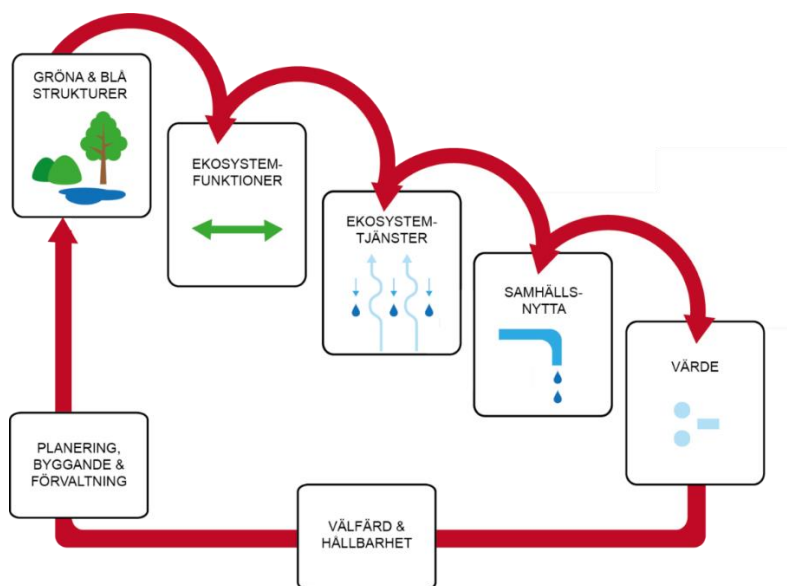 GRÖNA & BLÅ
STRUKTURER
EKOSYSTEM-
FUNKTIONER
EKOSYSTEM-
TJÄNSTER
SAMHÄLLS-
NYTTA
VÄRDE
VÄLFÄRD &
HÅLLBARHET
PLANERING,
BYGGANDE &
FÖRVALTNING